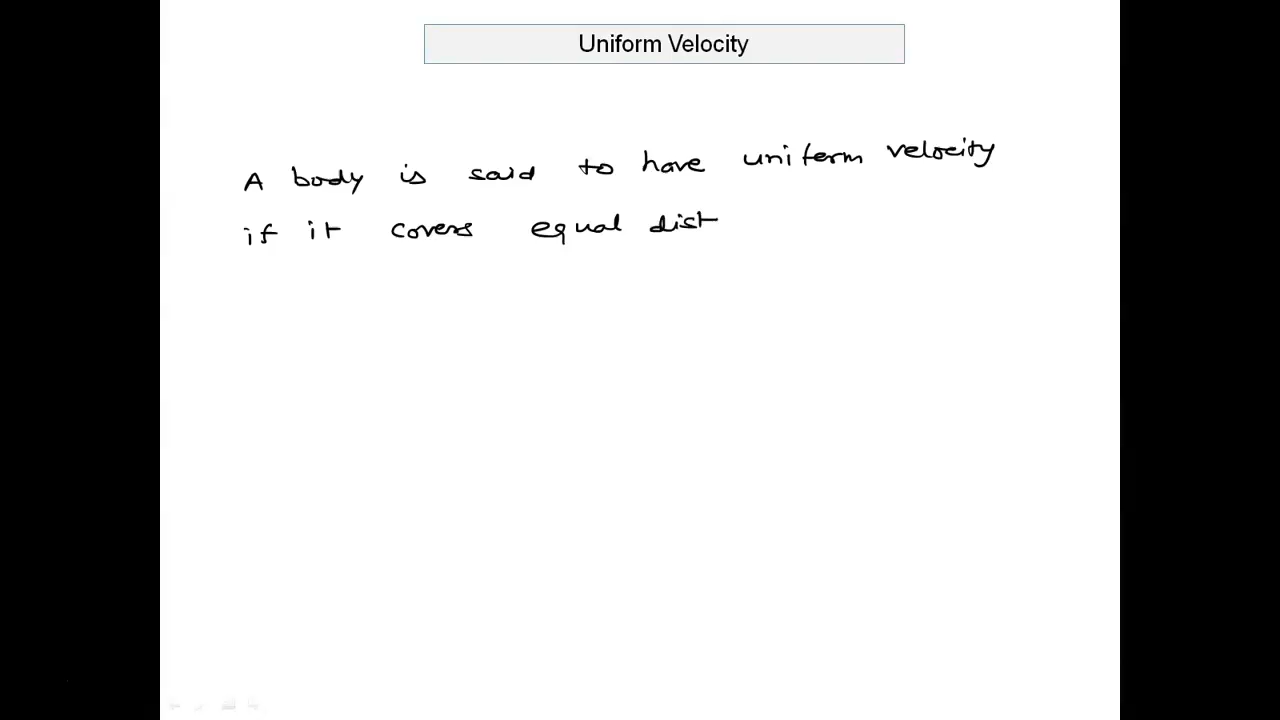 Uniform Velocity
A body is said to have uniform velocity
if it covers equal dist